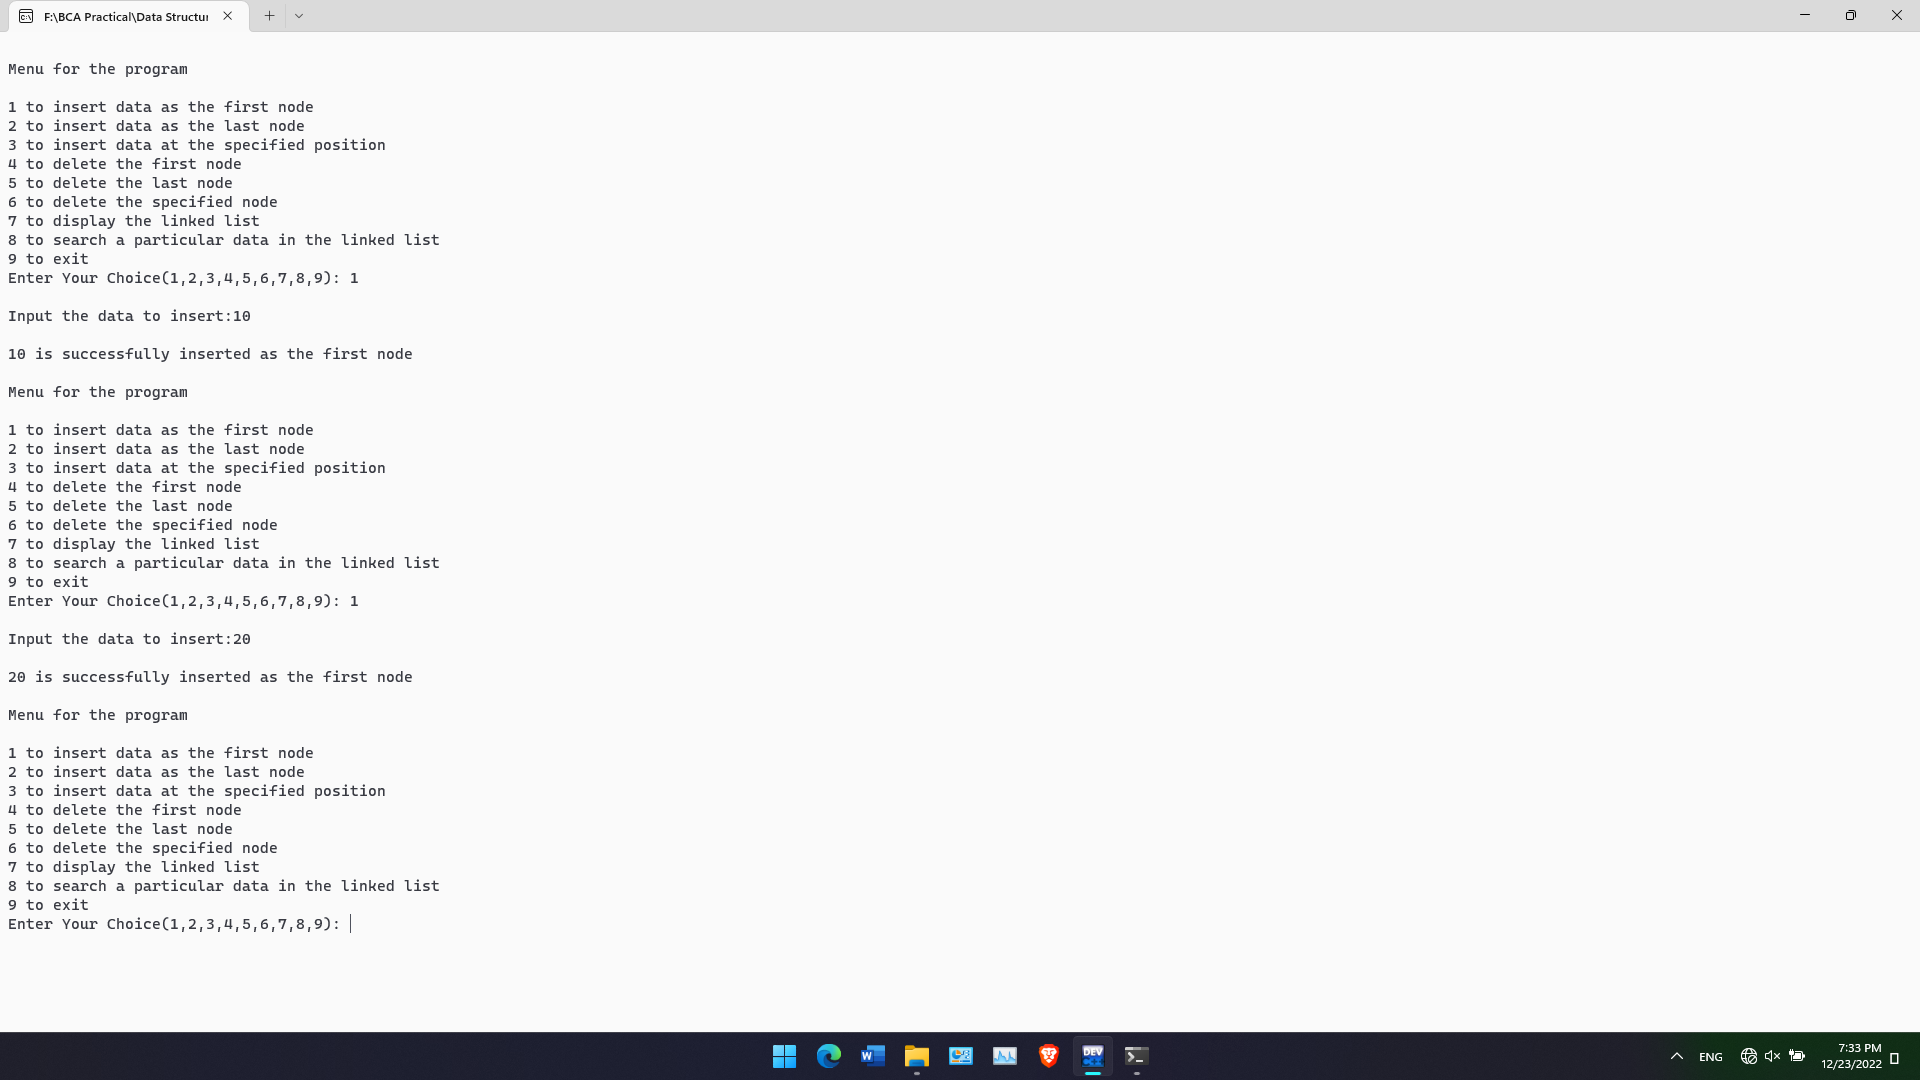 F:\BCA Practical\Data Structur
Menu for the program
1 to insert data as the first node
2 to insert data as the last node
3 to insert data at the specified position
4 to delete the first node
5 to delete the last node
6 to delete the specified node
7 to display the linked list
8 to search a particular data in the linked list
9 to exit
Enter Your Choice(1,2,3,4,5,6,7,8,9): 1
Input the data to insert:10
10 is successfully inserted as the first node
Menu for the program
1 to insert data as the first node
2 to insert data as the last node
3 to insert data at the specified position
4 to delete the first node
5 to delete the last node
6 to delete the specified node
7 to display the linked list
8 to search a particular data in the linked list
9 to exit
Enter Your Choice(1,2,3,4,5,6,7,8,9): 1
Input the data to insert:20
20 is successfully inserted as the first node
Menu for the program
1 to insert data as the first node
2 to insert data as the last node
3 to insert data at the specified position
4 to delete the first node
5 to delete the last node
6 to delete the specified node
7 to display the linked list
8 to search a particular data in the linked list
9 to exit
Enter Your Choice(1,2,3,4,5,6,7,8,9):
DEV
ENG
7:33 PM
12/23/2022